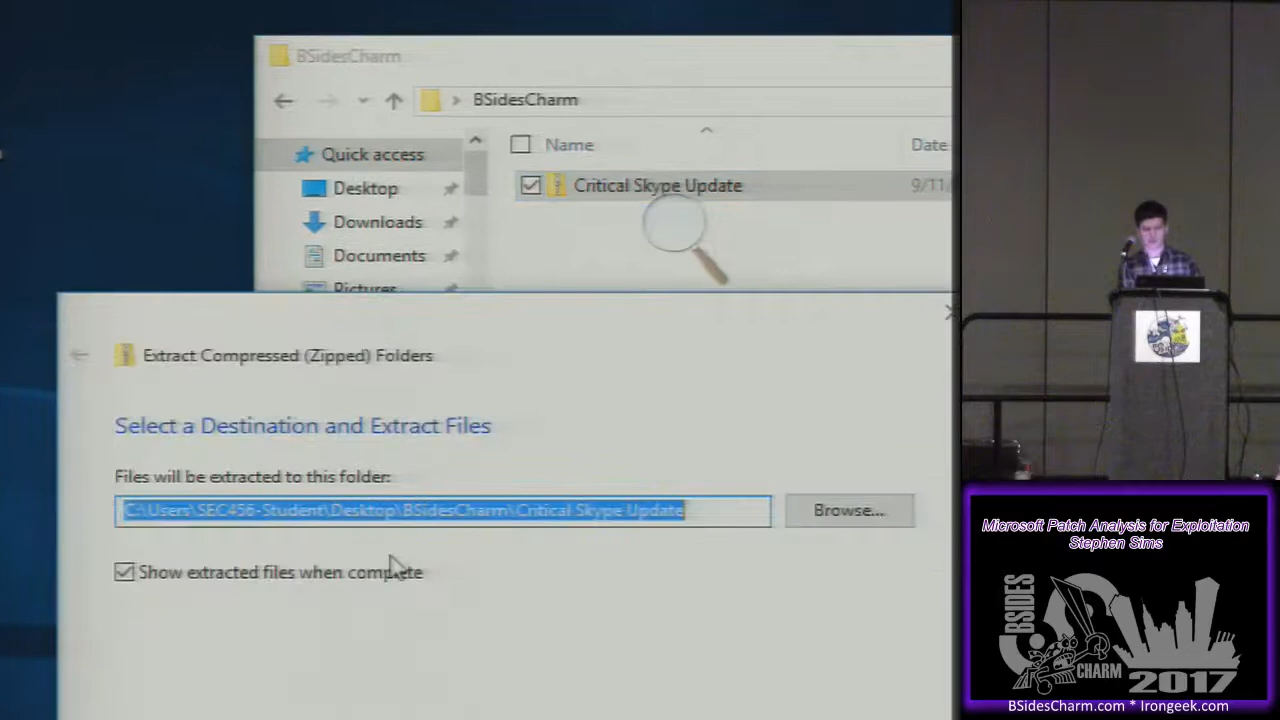 BSidesCharm
BSidesCharm
Quick access
Name
Date
Desktop
Critical Skype Update
9/11/
Downloads
Documents
Pictures
Extract Compressed (Zipped) Folders
Select a Destination and Extract Files
Files will be extracted to this folder:
C:\Users\SEC456-Student\Desktop\BSidesCharm\Critical Skype Update
Browse...
Show extracted files when complete
Microsoft Patch Analysis for Exploitation
Stephen Sims
BSIDES
CHARM
2017
BSidesCharm.com * Irongeek.com